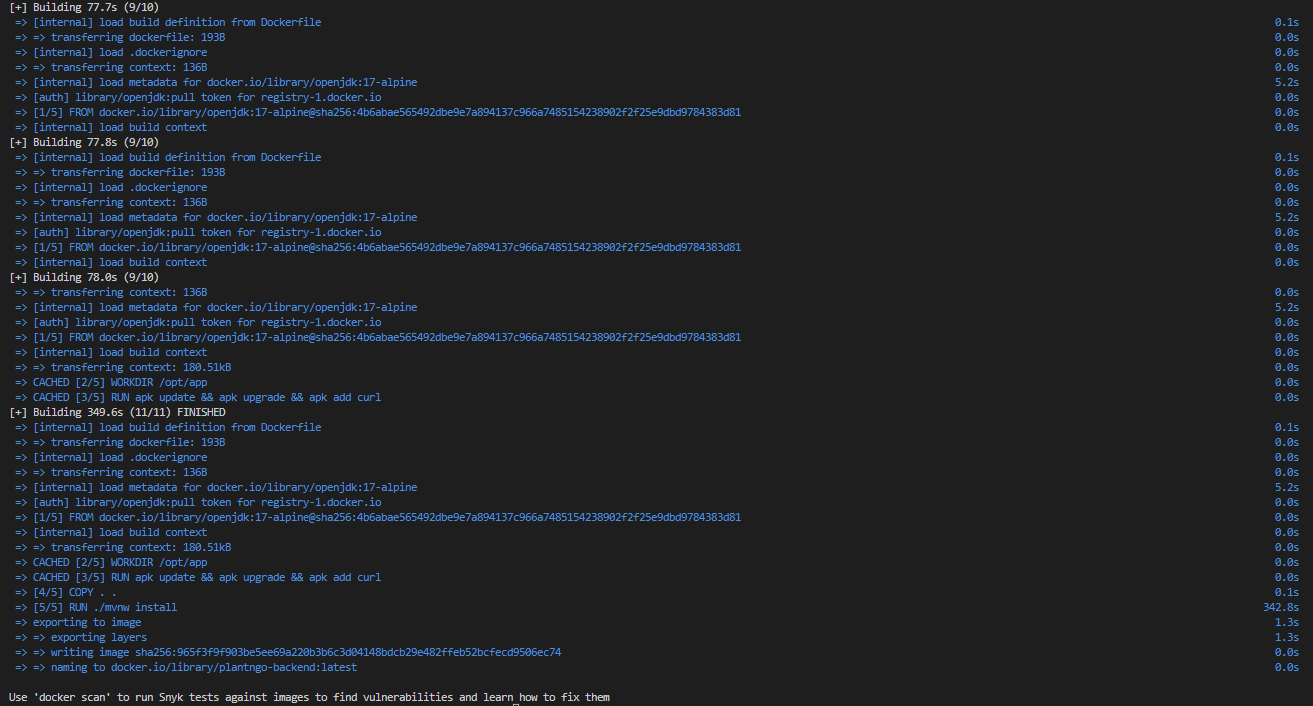 [+] Building 77.7s (9/10)
=> [internal] load build definition from Dockerfile 0.1s
=> => transferring dockerfile: 193B 0.0s
=> [internal] load .dockerignore 0.0s
=> => transferring context: 136B 0.0s
=> [internal] load metadata for docker.io/library/openjdk:17-alpine 5.2s
=> [auth] library/openjdk:pull token for registry-1.docker.io 0.0s
=> [1/5] FROM docker.io/library/openjdk:17-alpine@sha256:4b6abae565492dbe9e7a894137c966a7485154238902f2f25e9dbd9784383d81 0.0s
=> [internal] load build context 0.0s
[+] Building 77.8s (9/10)
=> [internal] load build definition from Dockerfile 0.1s
=> => transferring dockerfile: 193B 0.0s
=> [internal] load .dockerignore 0.0s
=> => transferring context: 136B 0.0s
=> [internal] load metadata for docker.io/library/openjdk:17-alpine 5.2s
=> [auth] library/openjdk:pull token for registry-1.docker.io 0.0s
=> [1/5] FROM docker.io/library/openjdk:17-alpine@sha256:4b6abae565492dbe9e7a894137c966a7485154238902f2f25e9dbd9784383d81 0.0s
=> [internal] load build context 0.0s
[+] Building 78.0s (9/10)
=> => transferring context: 136B 0.0s
=> [internal] load metadata for docker.io/library/openjdk:17-alpine 5.2s
=> [auth] library/openjdk:pull token for registry-1.docker.io 0.0s
=> [1/5] FROM docker.io/library/openjdk:17-alpine@sha256:4b6abae565492dbe9e7a894137c966a7485154238902f2f25e9dbd9784383d81 0.0s
=> [internal] load build context 0.0s
=> => transferring context: 180.51kB 0.0s
=> CACHED [2/5] WORKDIR /opt/app 0.0s
=> CACHED [3/5] RUN apk update && apk upgrade && apk add curl 0.0s
[+] Building 349.6s (11/11) FINISHED
=> [internal] load build definition from Dockerfile 0.1s
=> => transferring dockerfile: 193B 0.0s
=> [internal] load .dockerignore 0.0s
=> => transferring context: 136B 0.0s
=> [internal] load metadata for docker.io/library/openjdk:17-alpine 5.2s
=> [auth] library/openjdk:pull token for registry-1.docker.io 0.0s
=> [1/5] FROM docker.io/library/openjdk:17-alpine@sha256:4b6abae565492dbe9e7a894137c966a7485154238902f2f25e9dbd9784383d81 0.0s
=> [internal] load build context 0.0s
=> => transferring context: 180.51kB 0.0s
=> CACHED [2/5] WORKDIR /opt/app 0.0s
=> CACHED [3/5] RUN apk update && apk upgrade && apk add curl 0.0s
=> [4/5] COPY . . 0.1s
=> [5/5] RUN ./mvnw install 342.8s
=> exporting to image 1.3s
=> => exporting layers 1.3s
=> => writing image sha256:965f3f9f903be5ee69a220b3b6c3d04148bdcb29e482ffeb52bcfecd9506ec74 0.0s
=> => naming to docker.io/library/plantngo-backend:latest 0.0s
Use 'docker scan' to run Snyk tests against images to find vulnerabilities and learn how to fix them